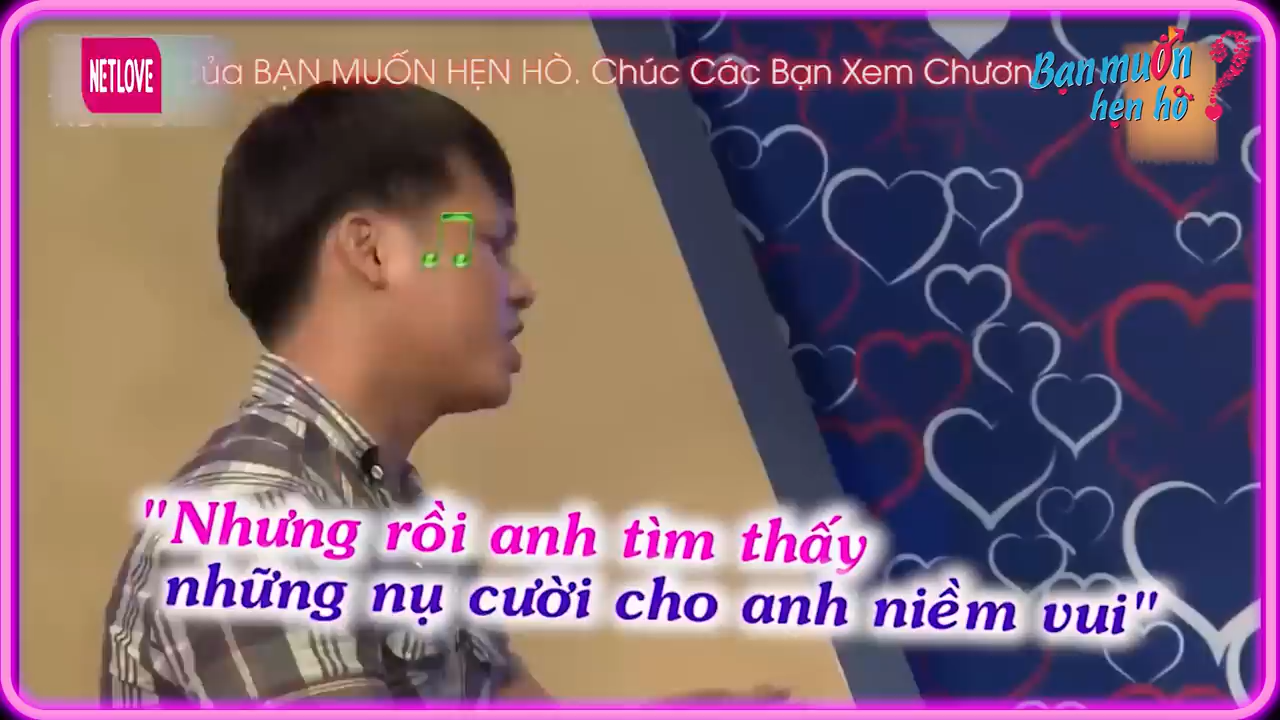 NETLOVE
ủa BẠN MUỐN HẸN HÒ. Chúc Các Bạn Xem Chươn
Bạn muốn
hẹn hò ?
"Nhưng rồi anh tìm thấy
những nụ cười cho anh niềm vui"